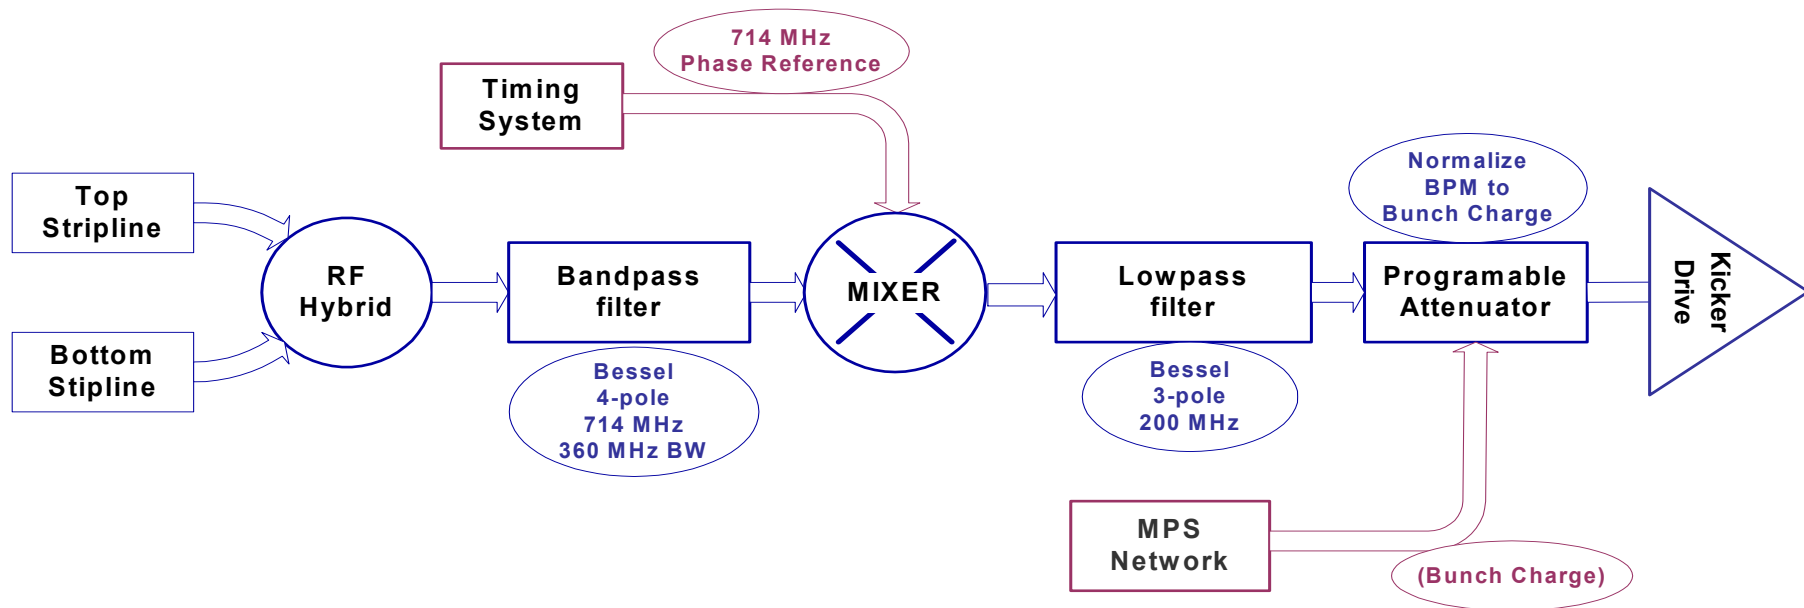 714 MHz
Phase Reference
Timing
System
Top
Stripline
Bottom
Stipline
RF
Hybrid
Bandpass
filter
Bessel
4-pole
714 MHz
360 MHz BW
MIXER
Lowpass
filter
Bessel
3-pole
200 MHz
Normalize
BPM to
Bunch Charge
Programable
Attenuator
Kicker
Drive
MPS
Network
(Bunch Charge)